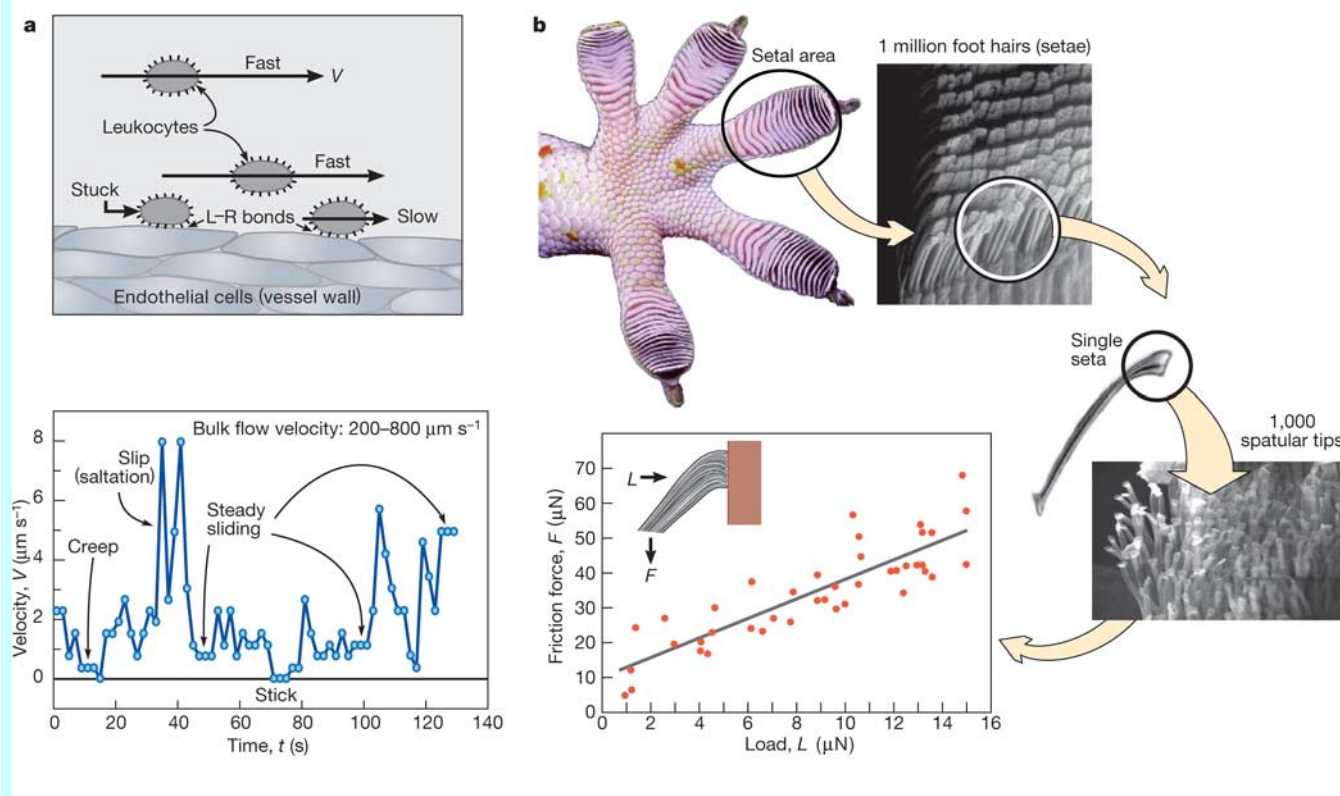 a
Fast
V
Leukocytes
Fast
Stuck
L–R bonds
Slow
Endothelial cells (vessel wall)
Bulk flow velocity: 200–800 µm s⁻¹
8
6
4
2
0
Velocity, V (µm s⁻¹)
Slip
(saltation)
Creep
Steady
sliding
Stick
0 20 40 60 80 100 120 140
Time, t (s)
b
Setal area
1 million foot hairs (setae)
Single
seta
1,000
spatular tips
70
60
50
40
30
20
10
0
Friction force, F (µN)
L
F
0 2 4 6 8 10 12 14 16
Load, L (µN)